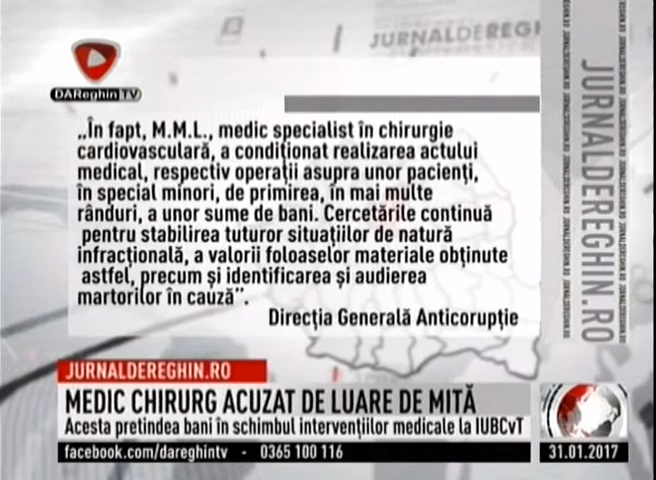 JURNALDEREGHIN
DAReghin TV
„În fapt, M.M.L., medic specialist în chirurgie
cardiovasculară, a condiționat realizarea actului
medical, respectiv operații asupra unor pacienți,
în special minori, de primirea, în mai multe
rânduri, a unor sume de bani. Cercetările continuă
pentru stabilirea tuturor situațiilor de natură
infracțională, a valorii foloaselor materiale obținute
astfel, precum și identificarea și audierea
martorilor în cauză”.
Direcția Generală Anticorupție
JURNALDEREGHIN.RO
JURNALDEREGHIN.RO
MEDIC CHIRURG ACUZAT DE LUARE DE MITĂ
Acesta pretindea bani în schimbul intervențiilor medicale la IUBCvT
facebook.com/dareghintv - 0365 100 116
31.01.2017